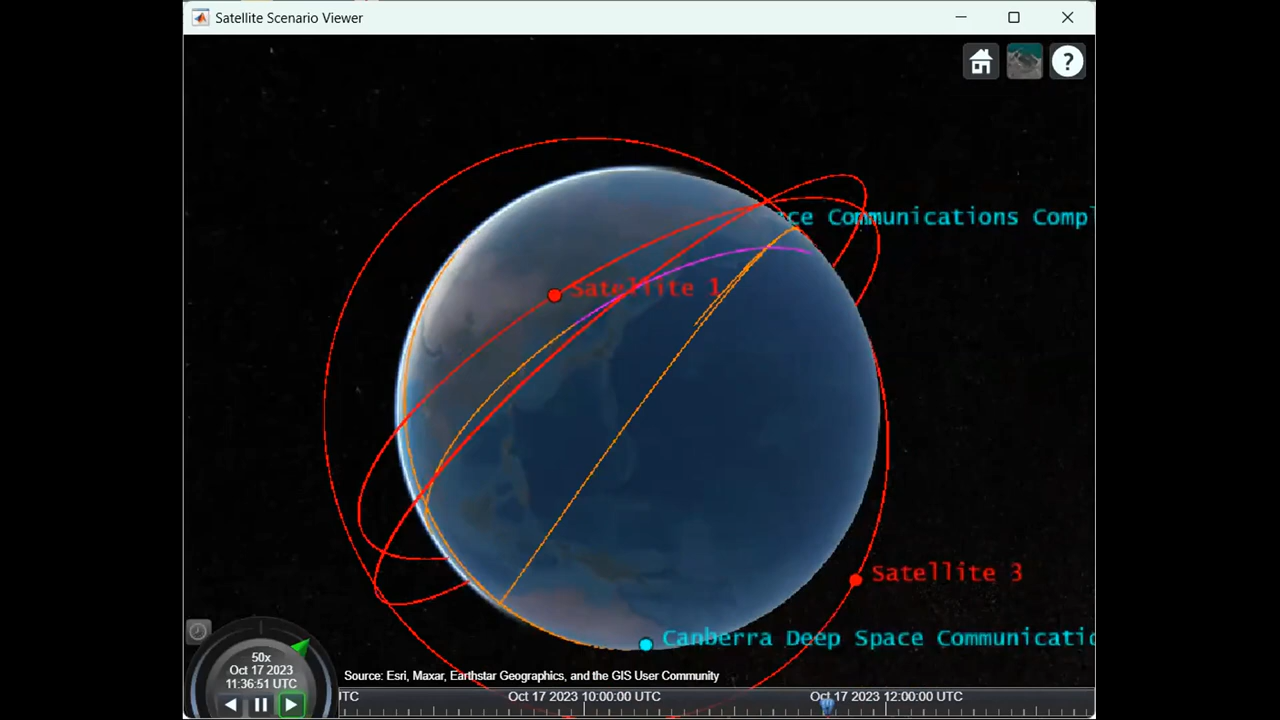 Satellite Scenario Viewer
?
ce Communications Compl
Satellite 1
Satellite 3
Canberra Deep Space Communicatio
50x
Oct 17 2023
11:36:51 UTC
Source: Esri, Maxar, Earthstar Geographics, and the GIS User Community
UTC
Oct 17 2023 10:00:00 UTC
Oct 17 2023 12:00:00 UTC